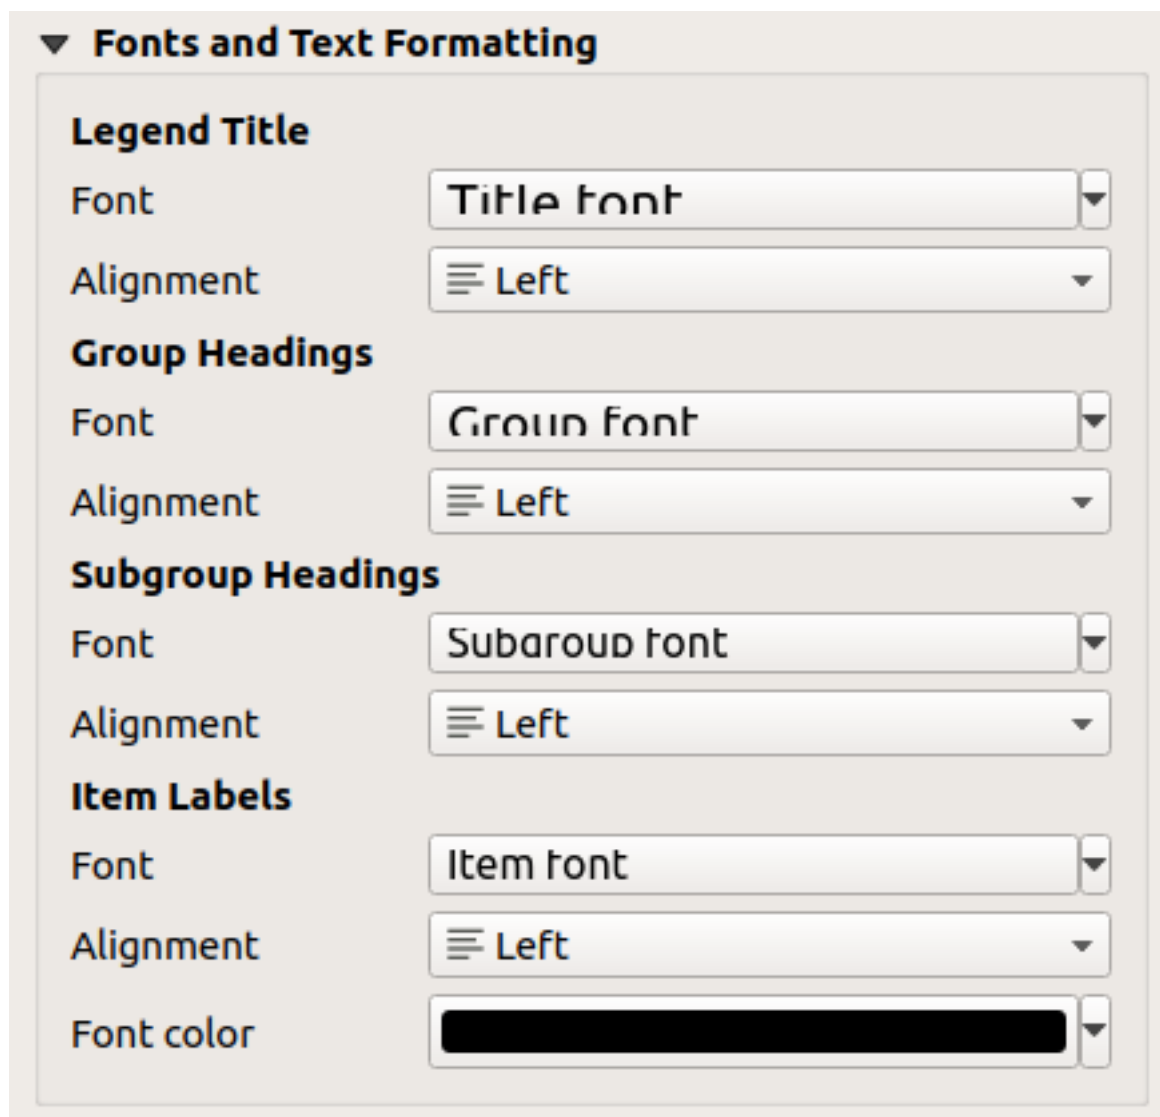 Fonts and Text Formatting
Legend Title
Font Title font
Alignment Left
Group Headings
Font Group font
Alignment Left
Subgroup Headings
Font Subgroup font
Alignment Left
Item Labels
Font Item font
Alignment Left
Font color